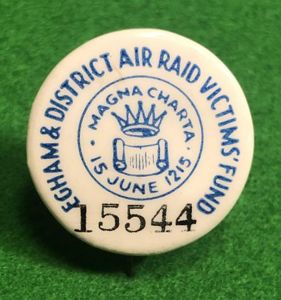 EGHAM & DISTRICT AIR RAID VICTIMS' FUND
MAGNA CHARTA
· 15 JUNE 1215 ·
15544